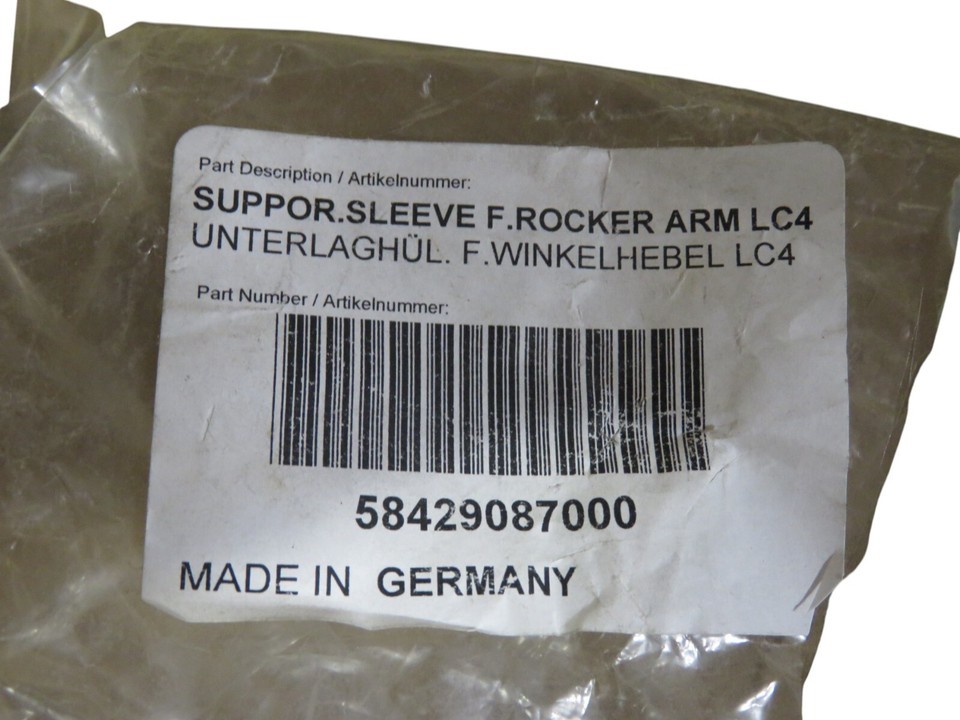 Part Description / Artikelnummer:
SUPPOR.SLEEVE F.ROCKER ARM LC4
UNTERLAGHÜL. F.WINKELHEBEL LC4
Part Number / Artikelnummer:
58429087000
MADE IN GERMANY